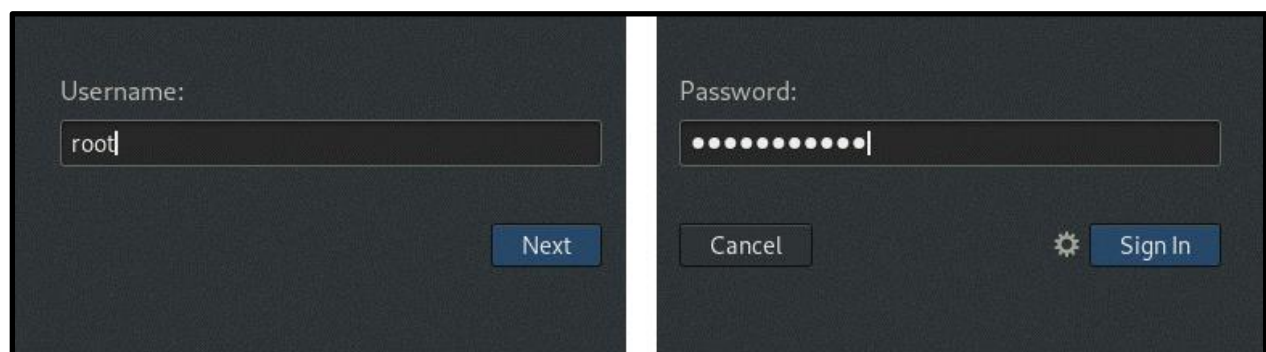 Username:
root
Next
Password:
●●●●●●●●●●●
Cancel
Sign In